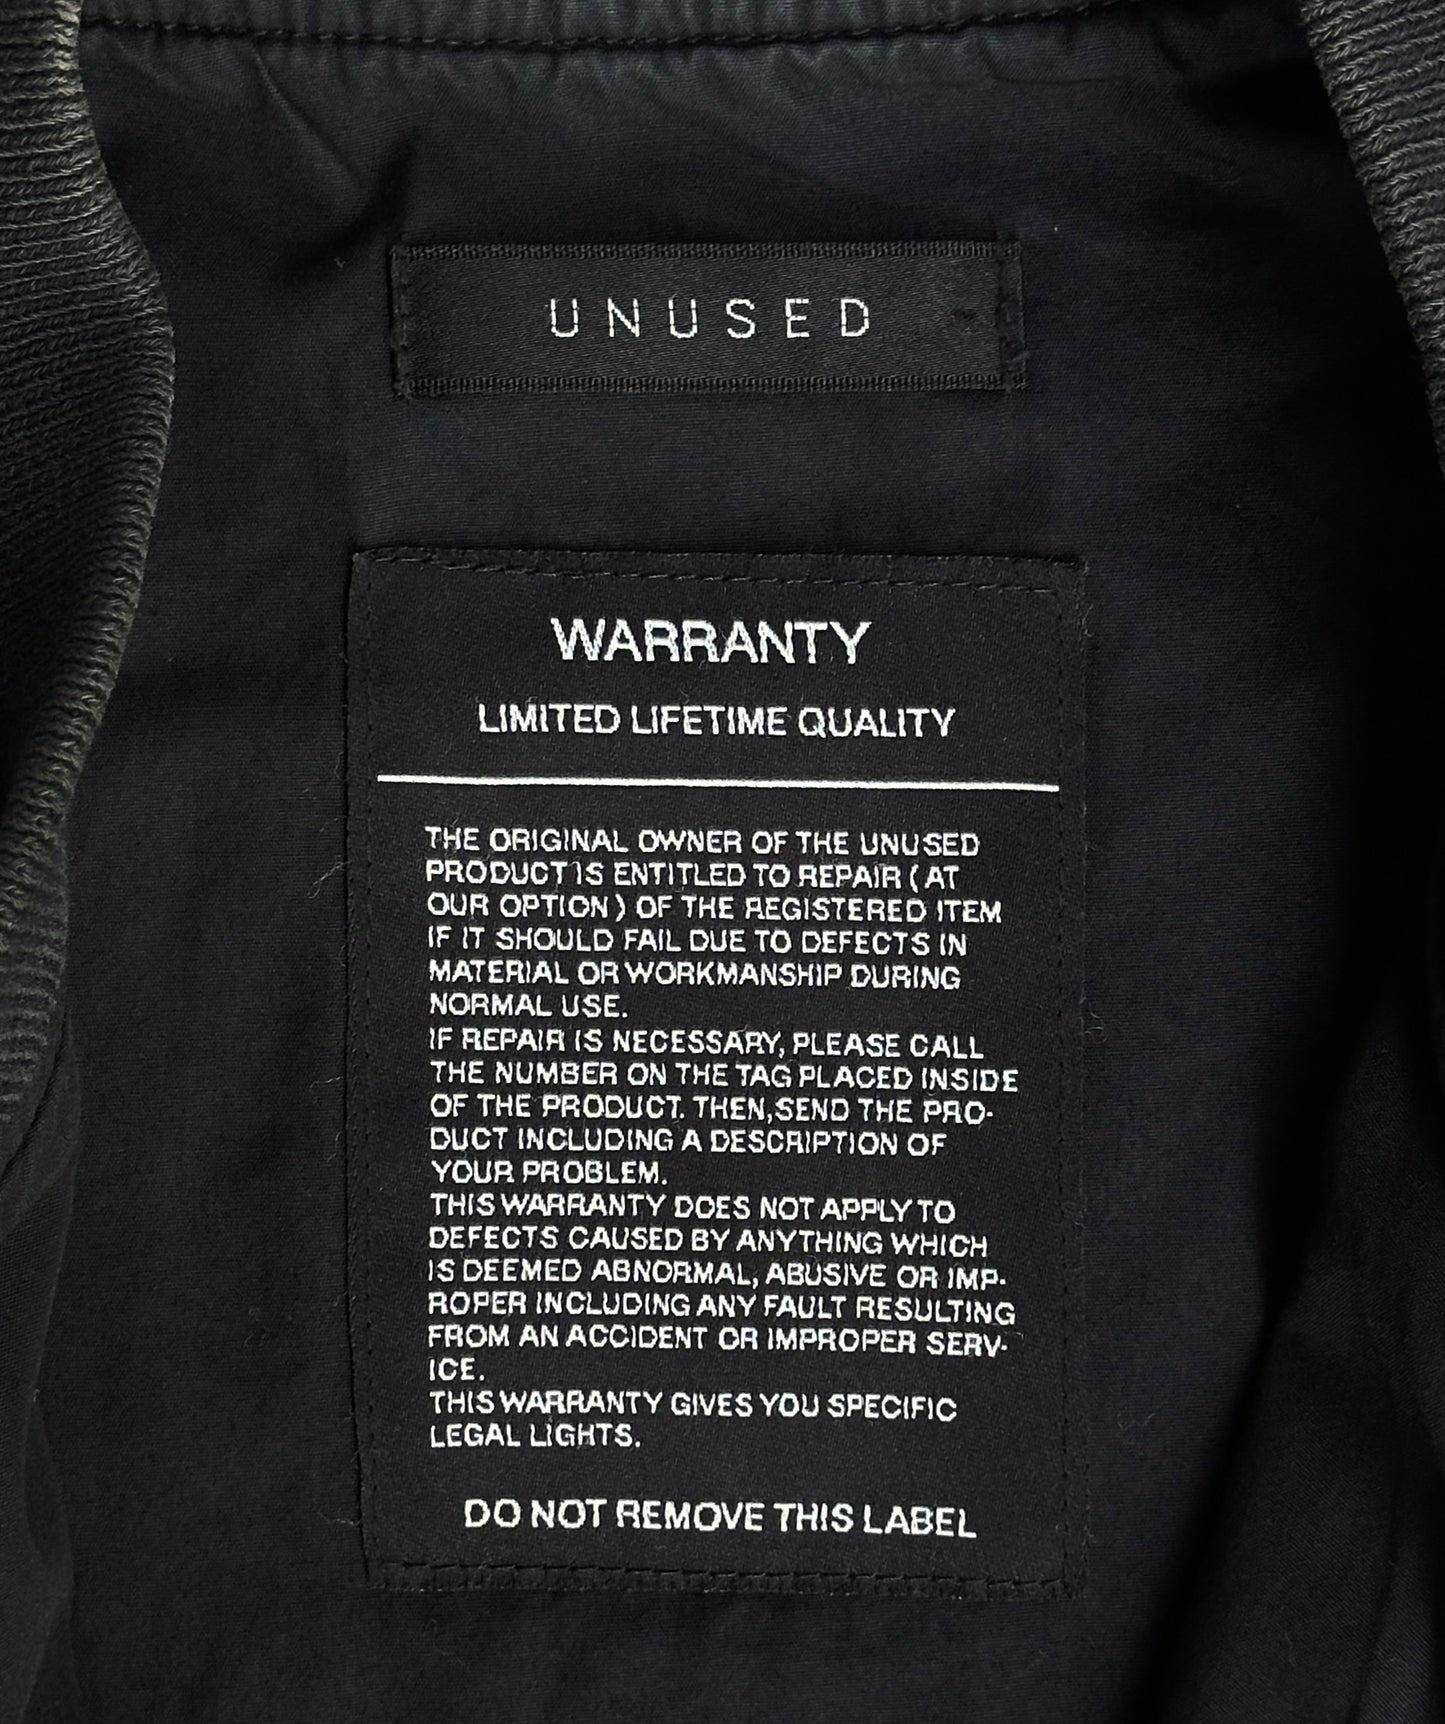 UNUSED
WARRANTY
LIMITED LIFETIME QUALITY
THE ORIGINAL OWNER OF THE UNUSED
PRODUCT IS ENTITLED TO REPAIR ( AT
OUR OPTION ) OF THE REGISTERED ITEM
IF IT SHOULD FAIL DUE TO DEFECTS IN
MATERIAL OR WORKMANSHIP DURING
NORMAL USE.
IF REPAIR IS NECESSARY, PLEASE CALL
THE NUMBER ON THE TAG PLACED INSIDE
OF THE PRODUCT. THEN,SEND THE PRO-
DUCT INCLUDING A DESCRIPTION OF
YOUR PROBLEM.
THIS WARRANTY DOES NOT APPLY TO
DEFECTS CAUSED BY ANYTHING WHICH
IS DEEMED ABNORMAL, ABUSIVE OR IMP-
ROPER INCLUDING ANY FAULT RESULTING
FROM AN ACCIDENT OR IMPROPER SERV-
ICE.
THIS WARRANTY GIVES YOU SPECIFIC
LEGAL LIGHTS.
DO NOT REMOVE THIS LABEL